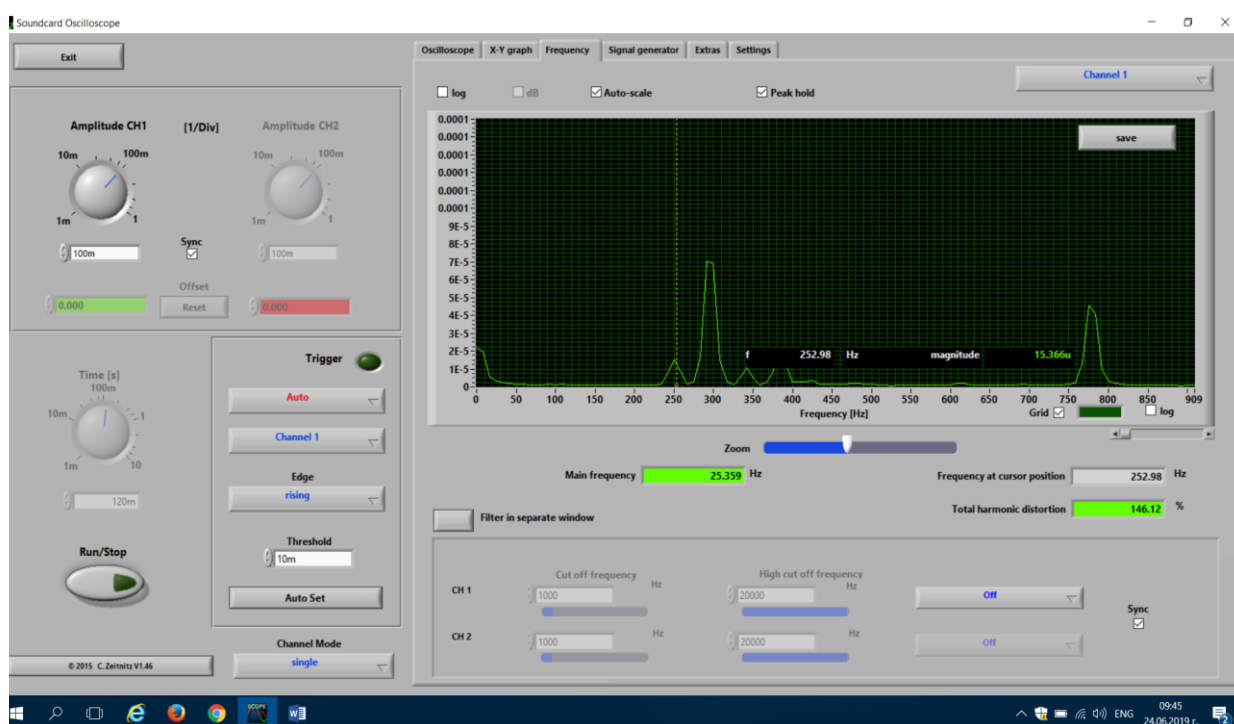 Soundcard Oscilloscope
Exit
Amplitude CH1 [1/Div] Amplitude CH2
10m 100m 10m 100m
1m 1 1m 1
100m Sync 100m
Offset
0.000 Reset 0.000
Time [s]
100m
10m 1
1m 10
120m
Run/Stop
© 2015 C. Zeitnitz V1.46
Trigger
Auto
Channel 1
Edge
rising
Threshold
10m
Auto Set
Channel Mode
single
Oscilloscope X-Y graph Frequency Signal generator Extras Settings
Channel 1
log dB Auto-scale Peak hold
save
0.0001
0.0001
0.0001
0.0001
0.0001
0.0001
9E-5
8E-5
7E-5
6E-5
5E-5
4E-5
3E-5
2E-5
1E-5
0
f 252.98 Hz magnitude 15.366u
0 50 100 150 200 250 300 350 400 450 500 550 600 650 700 750 800 850 909
Frequency [Hz] Grid log
Zoom
Main frequency 25.359 Hz Frequency at cursor position 252.98 Hz
Total harmonic distortion 146.12 %
Filter in separate window
Cut off frequency High cut off frequency
CH 1 1000 Hz 20000 Hz Off
Sync
CH 2 1000 Hz 20000 Hz Off
SCOPE
ENG 09:45
24.06.2019 г.
2